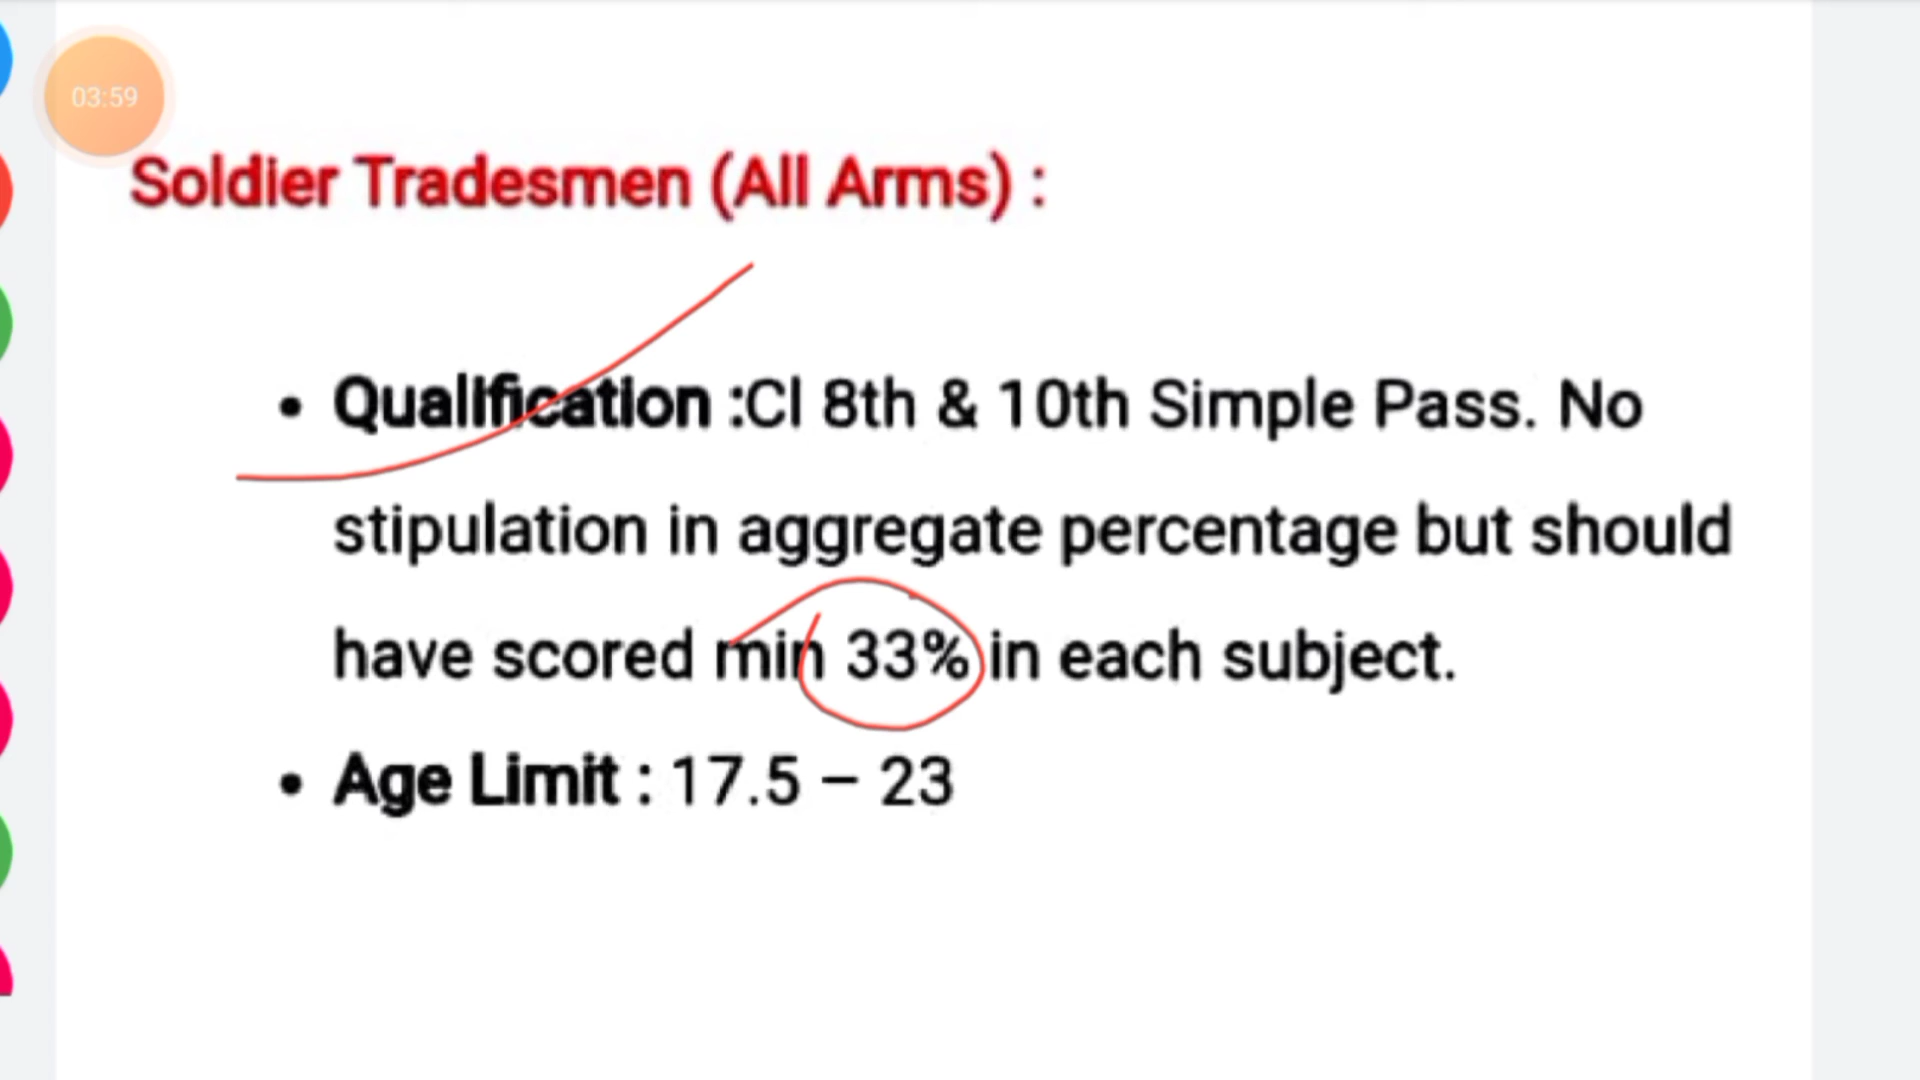 03:59
Soldier Tradesmen (All Arms) :
• Qualification :Cl 8th & 10th Simple Pass. No
stipulation in aggregate percentage but should
have scored min 33% in each subject.
• Age Limit : 17.5 – 23